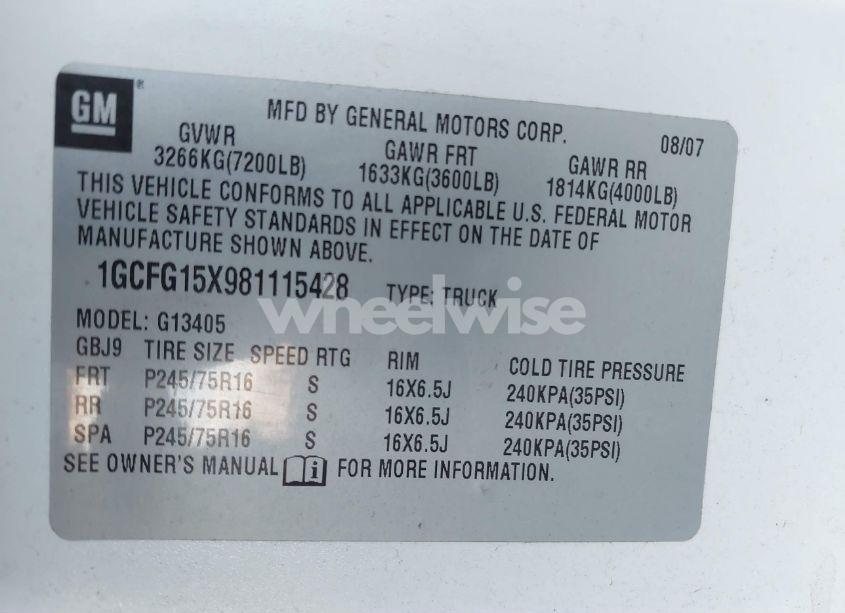 GM®
MFD BY GENERAL MOTORS CORP. 08/07
GVWR GAWR FRT GAWR RR
3266KG(7200LB) 1633KG(3600LB) 1814KG(4000LB)
THIS VEHICLE CONFORMS TO ALL APPLICABLE U.S. FEDERAL MOTOR
VEHICLE SAFETY STANDARDS IN EFFECT ON THE DATE OF
MANUFACTURE SHOWN ABOVE.
1GCFG15X981115428 TYPE: TRUCK
wheelwise
MODEL: G13405
GBJ9 TIRE SIZE SPEED RTG RIM COLD TIRE PRESSURE
FRT P245/75R16 S 16X6.5J 240KPA(35PSI)
RR P245/75R16 S 16X6.5J 240KPA(35PSI)
SPA P245/75R16 S 16X6.5J 240KPA(35PSI)
SEE OWNER'S MANUAL i FOR MORE INFORMATION.